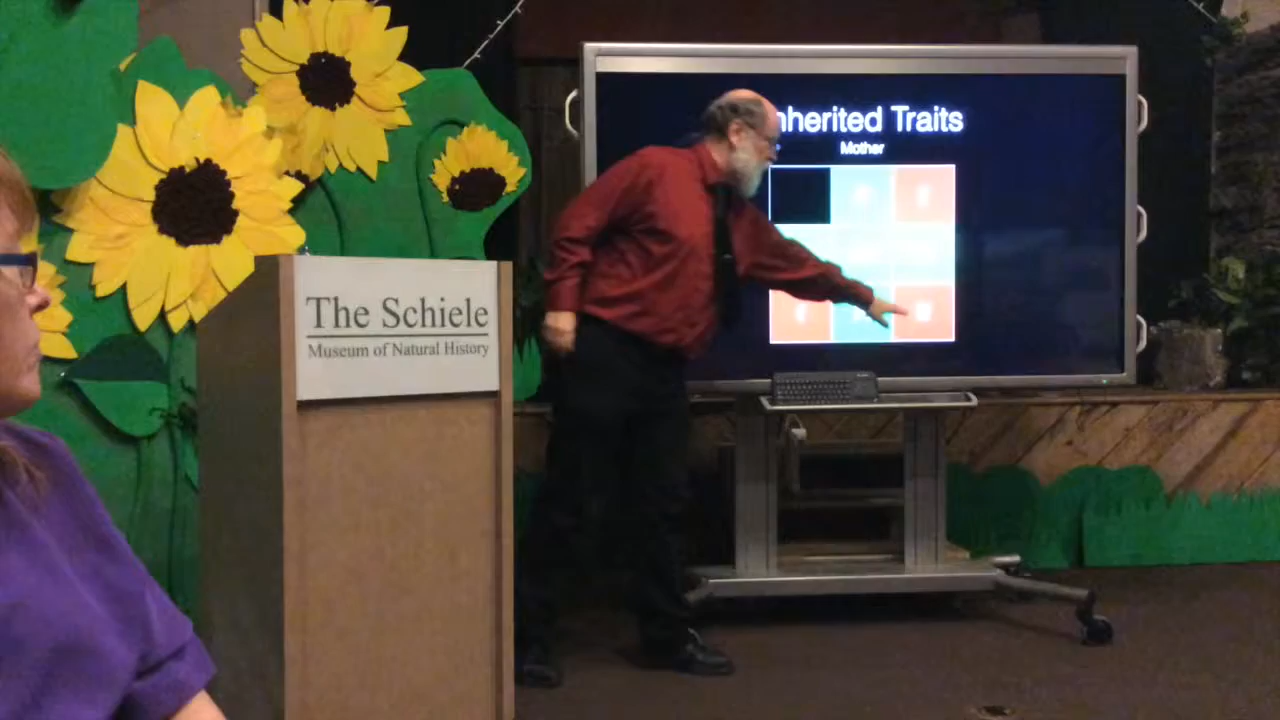 The Schiele
Museum of Natural History
nherited Traits
Mother